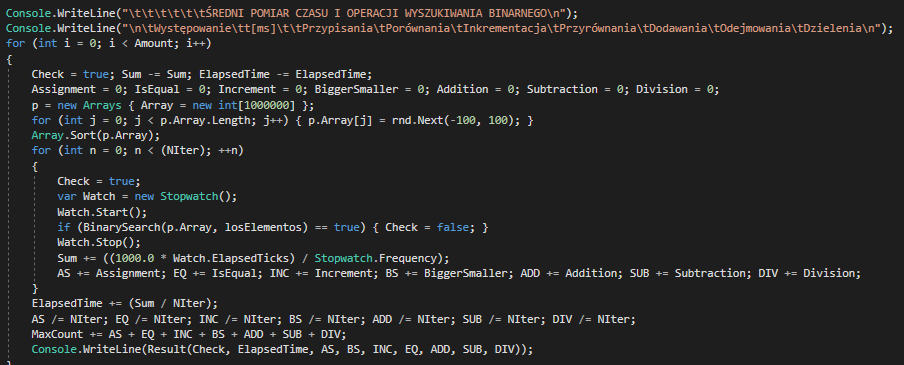 Console.WriteLine("\t\t\t\t\t\tŚREDNI POMIAR CZASU I OPERACJI WYSZUKIWANIA BINARNEGO\n");
Console.WriteLine("\n\tWystępowanie\t\t[ms]\t\tPrzypisania\tPorównania\tInkrementacja\tPrzyrównania\tDodawania\tOdejmowania\tDzielenia\n");
for (int i = 0; i < Amount; i++)
{
Check = true; Sum -= Sum; ElapsedTime -= ElapsedTime;
Assignment = 0; IsEqual = 0; Increment = 0; BiggerSmaller = 0; Addition = 0; Subtraction = 0; Division = 0;
p = new Arrays { Array = new int[1000000] };
for (int j = 0; j < p.Array.Length; j++) { p.Array[j] = rnd.Next(-100, 100); }
Array.Sort(p.Array);
for (int n = 0; n < (NIter); ++n)
{
Check = true;
var Watch = new Stopwatch();
Watch.Start();
if (BinarySearch(p.Array, losElementos) == true) { Check = false; }
Watch.Stop();
Sum += ((1000.0 * Watch.ElapsedTicks) / Stopwatch.Frequency);
AS += Assignment; EQ += IsEqual; INC += Increment; BS += BiggerSmaller; ADD += Addition; SUB += Subtraction; DIV += Division;
}
ElapsedTime += (Sum / NIter);
AS /= NIter; EQ /= NIter; INC /= NIter; BS /= NIter; ADD /= NIter; SUB /= NIter; DIV /= NIter;
MaxCount += AS + EQ + INC + BS + ADD + SUB + DIV;
Console.WriteLine(Result(Check, ElapsedTime, AS, BS, INC, EQ, ADD, SUB, DIV));
}